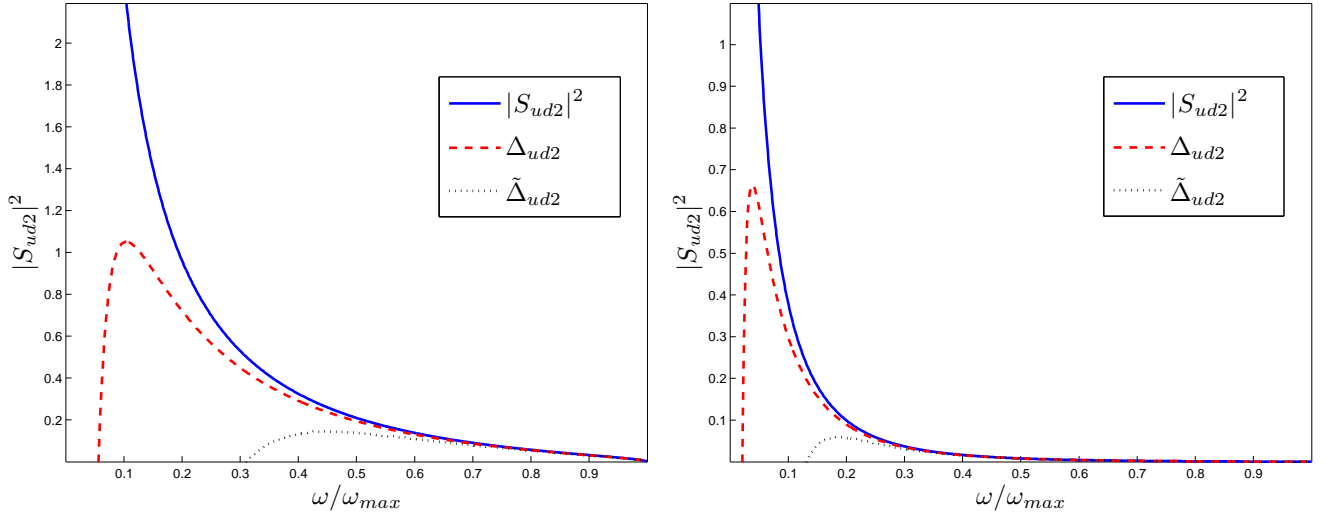 2
1.8
1.6
1.4
1.2
1
0.8
0.6
0.4
0.2
|S_{ud2}|^2
0.1 0.2 0.3 0.4 0.5 0.6 0.7 0.8 0.9
ω/ω_{max}
|S_{ud2}|^2
Δ_{ud2}
\tilde{Δ}_{ud2}
1
0.9
0.8
0.7
0.6
0.5
0.4
0.3
0.2
0.1
|S_{ud2}|^2
0.1 0.2 0.3 0.4 0.5 0.6 0.7 0.8 0.9
ω/ω_{max}
|S_{ud2}|^2
Δ_{ud2}
\tilde{Δ}_{ud2}